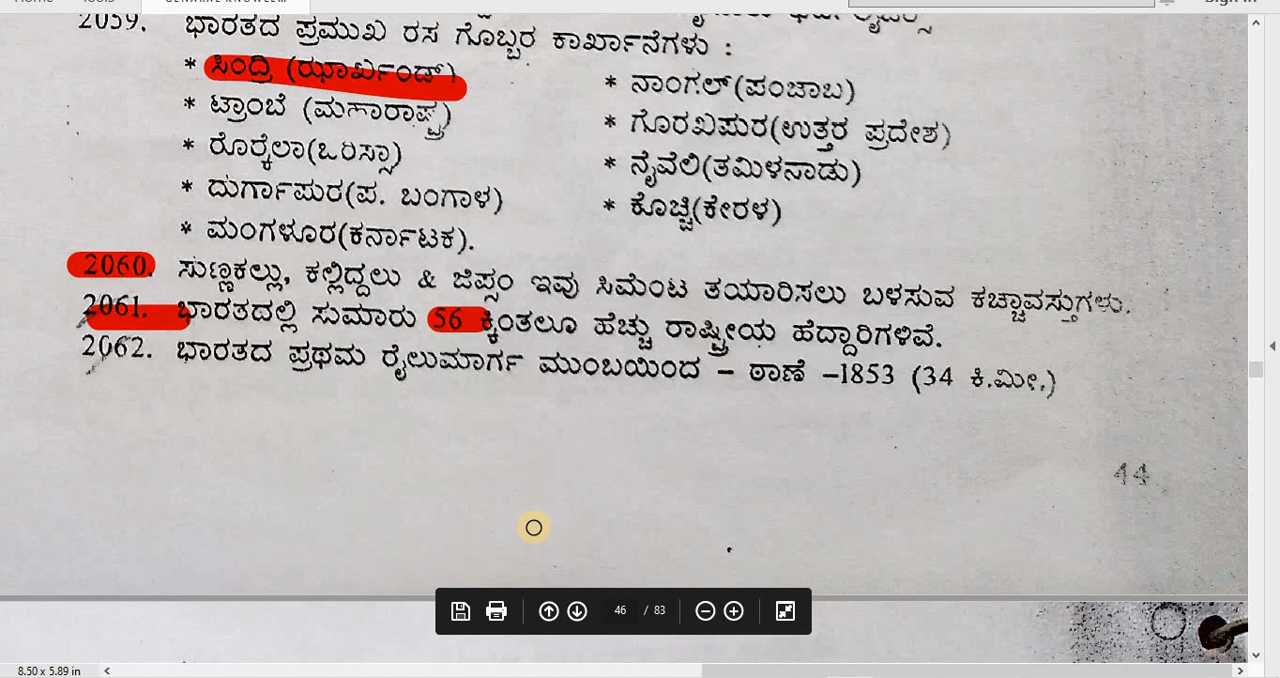 2059. ಭಾರತದ ಪ್ರಮುಖ ರಸ ಗೊಬ್ಬರ ಕಾರ್ಖಾನೆಗಳು :
* ಸಿಂದ್ರಿ (ಝಾರ್ಖಂಡ್)
* ನಾಂಗಲ್(ಪಂಜಾಬ)
* ಟ್ರಾಂಬೆ (ಮಹಾರಾಷ್ಟ್ರ)
* ಗೊರಖಪುರ(ಉತ್ತರ ಪ್ರದೇಶ)
* ರೊರ್‍ಕೆಲಾ(ಒರಿಸ್ಸಾ)
* ನೈವೆಲಿ(ತಮಿಳನಾಡು)
* ದುರ್ಗಾಪುರ(ಪ. ಬಂಗಾಳ)
* ಕೊಚ್ಚಿ(ಕೇರಳ)
* ಮಂಗಳೂರ(ಕರ್ನಾಟಕ).
2060. ಸುಣ್ಣಕಲ್ಲು, ಕಲ್ಲಿದ್ದಲು & ಜಿಪ್ಸಂ ಇವು ಸಿಮೆಂಟ ತಯಾರಿಸಲು ಬಳಸುವ ಕಚ್ಚಾವಸ್ತುಗಳು.
2061. ಭಾರತದಲ್ಲಿ ಸುಮಾರು 56 ಕ್ಕಿಂತಲೂ ಹೆಚ್ಚು ರಾಷ್ಟ್ರೀಯ ಹೆದ್ದಾರಿಗಳಿವೆ.
2062. ಭಾರತದ ಪ್ರಥಮ ರೈಲುಮಾರ್ಗ ಮುಂಬಯಿಂದ – ಠಾಣೆ –1853 (34 ಕಿ.ಮೀ.)
44
46 / 83
8.50 x 5.89 in